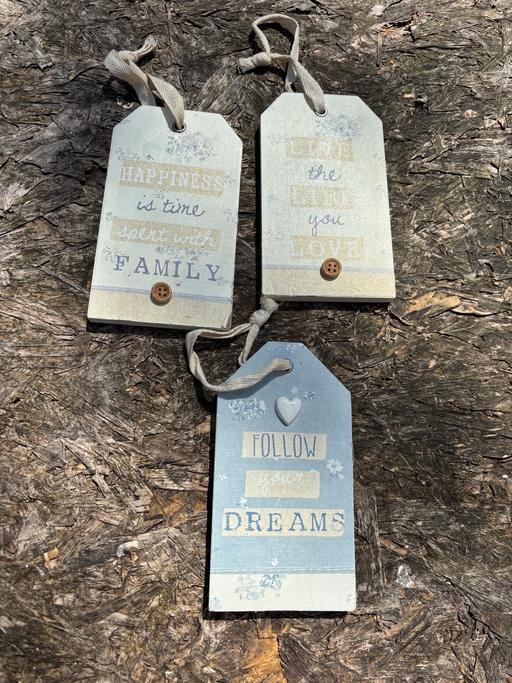 HAPPINESS
is time
spent with
FAMILY
LIVE
the
LIFE
you
LOVE
FOLLOW
your
DREAMS